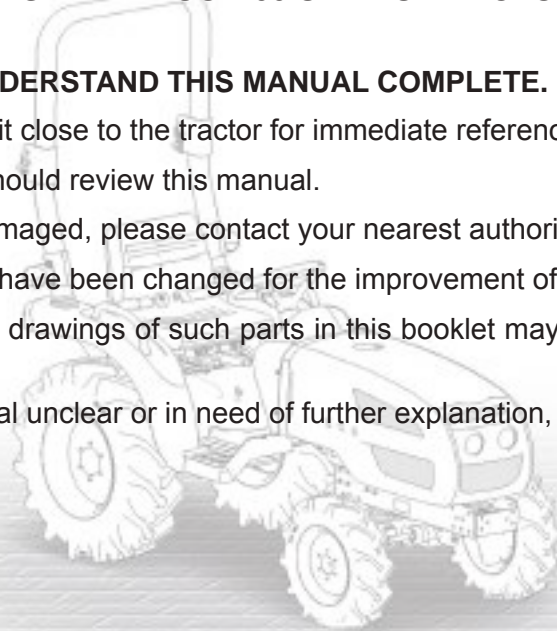 DERSTAND THIS MANUAL COMPLETE.
it close to the tractor for immediate referenc
ould review this manual.
maged, please contact your nearest authori
have been changed for the improvement of
drawings of such parts in this booklet may
al unclear or in need of further explanation,